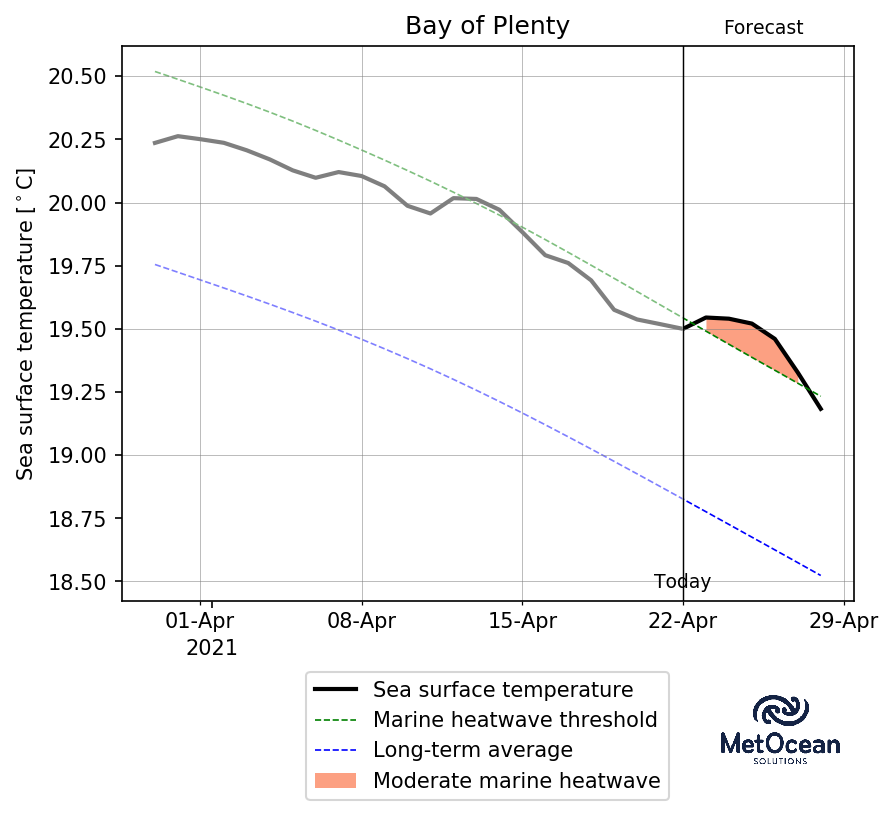 Bay of Plenty
Forecast
Sea surface temperature [°C]
20.50
20.25
20.00
19.75
19.50
19.25
19.00
18.75
18.50
Today
01-Apr
08-Apr
15-Apr
22-Apr
29-Apr
2021
Sea surface temperature
Marine heatwave threshold
Long-term average
Moderate marine heatwave
MetOcean
SOLUTIONS